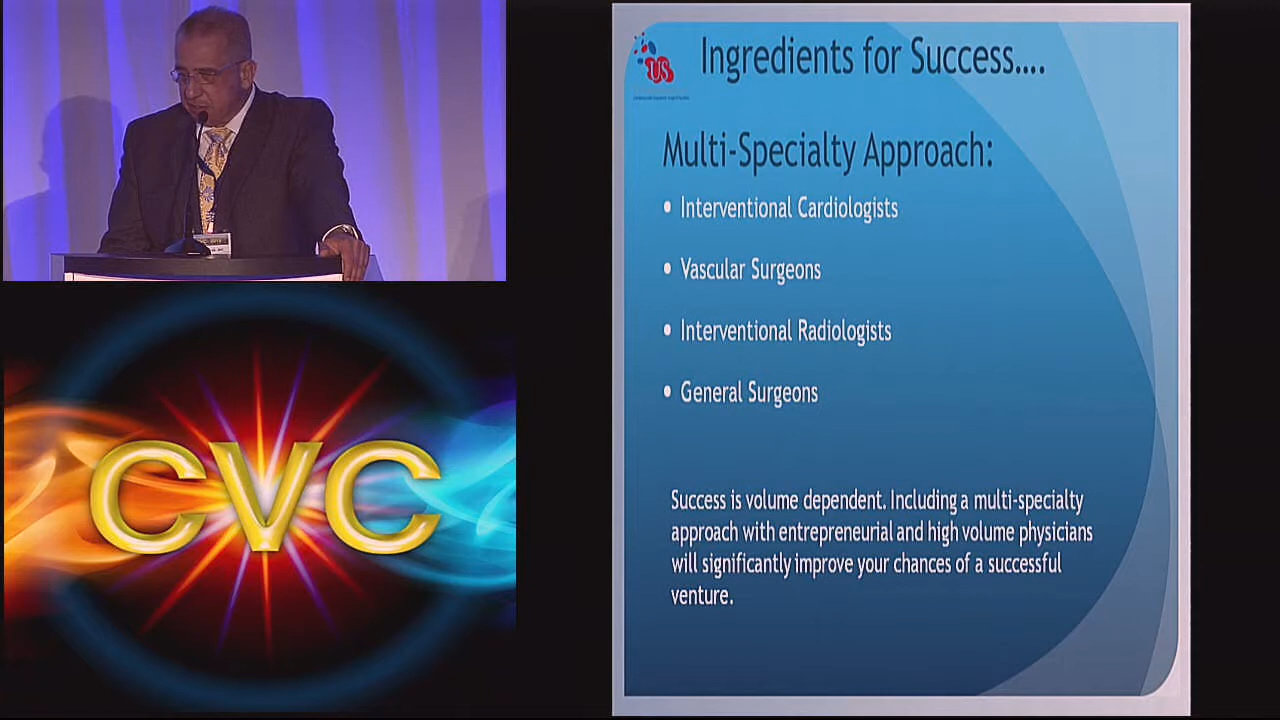 US
Ingredients for Success....
Multi-Specialty Approach:
• Interventional Cardiologists
• Vascular Surgeons
• Interventional Radiologists
• General Surgeons
Success is volume dependent. Including a multi-specialty
approach with entrepreneurial and high volume physicians
will significantly improve your chances of a successful
venture.
CVC